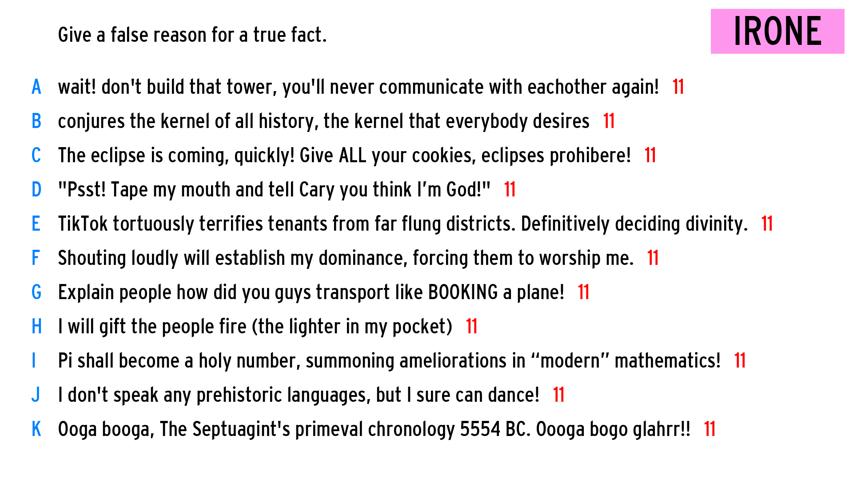 Give a false reason for a true fact.
IRONE
A wait! don't build that tower, you'll never communicate with eachother again! 11
B conjures the kernel of all history, the kernel that everybody desires 11
C The eclipse is coming, quickly! Give ALL your cookies, eclipses prohibere! 11
D "Psst! Tape my mouth and tell Cary you think I'm God!" 11
E TikTok tortuously terrifies tenants from far flung districts. Definitively deciding divinity. 11
F Shouting loudly will establish my dominance, forcing them to worship me. 11
G Explain people how did you guys transport like BOOKING a plane! 11
H I will gift the people fire (the lighter in my pocket) 11
I Pi shall become a holy number, summoning ameliorations in “modern” mathematics! 11
J I don't speak any prehistoric languages, but I sure can dance! 11
K Ooga booga, The Septuagint's primeval chronology 5554 BC. Oooga bogo glahrr!! 11